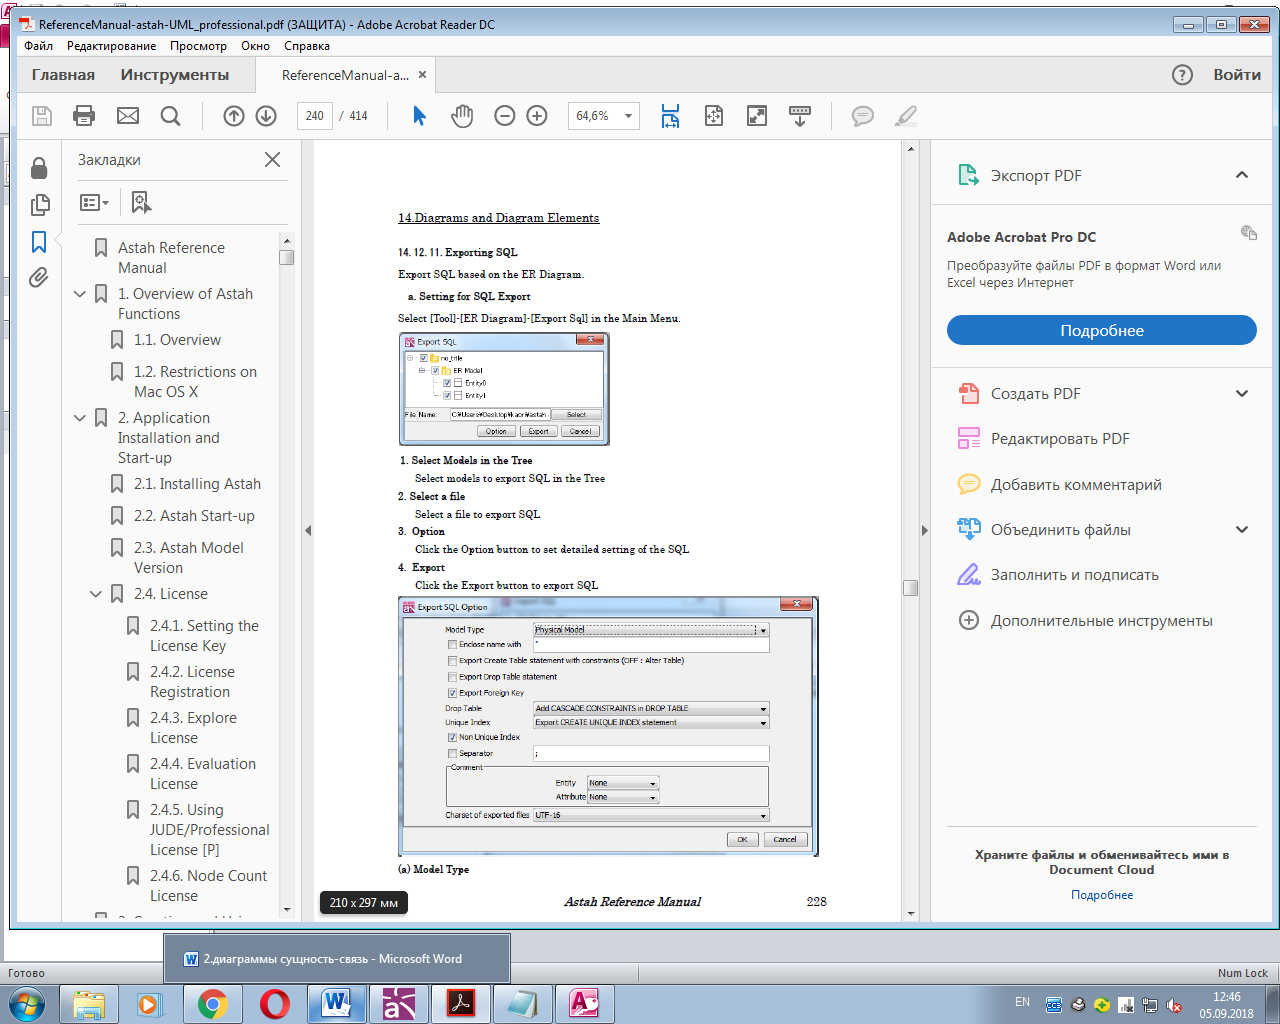 ReferenceManual-astah-UML_professional.pdf (ЗАЩИТА) - Adobe Acrobat Reader DC
Файл Редактирование Просмотр Окно Справка
Главная Инструменты ReferenceManual-a... × Войти
240 / 414 64,6%
Закладки
Astah Reference
Manual
1. Overview of Astah
Functions
1.1. Overview
1.2. Restrictions on
Mac OS X
2. Application
Installation and
Start-up
2.1. Installing Astah
2.2. Astah Start-up
2.3. Astah Model
Version
2.4. License
2.4.1. Setting the
License Key
2.4.2. License
Registration
2.4.3. Explore
License
2.4.4. Evaluation
License
2.4.5. Using
JUDE/Professional
License [P]
2.4.6. Node Count
License
14.Diagrams and Diagram Elements
14. 12. 11. Exporting SQL
Export SQL based on the ER Diagram.
a. Setting for SQL Export
Select [Tool]-[ER Diagram]-[Export Sql] in the Main Menu.
Export SQL
no_title
ER Model
Entity0
Entity1
File Name: C:¥Users¥Desktop¥kaori¥astah . Select
Option Export Cancel
1. Select Models in the Tree
Select models to export SQL in the Tree
2. Select a file
Select a file to export SQL
3. Option
Click the Option button to set detailed setting of the SQL
4. Export
Click the Export button to export SQL
Export SQL Option
Model Type Physical Model
Enclose name with "
Export Create Table statement with constraints (OFF : Alter Table)
Export Drop Table statement
Export Foreign Key
Drop Table Add CASCADE CONSTRAINTS in DROP TABLE
Unique Index Export CREATE UNIQUE INDEX statement
Non Unique Index
Separator ;
Comment
Entity None
Attribute None
Charset of exported files UTF-16
OK Cancel
(a) Model Type
210 x 297 мм
Astah Reference Manual 228
Экспорт PDF
Adobe Acrobat Pro DC
Преобразуйте файлы PDF в формат Word или
Excel через Интернет
Подробнее
Создать PDF
Редактировать PDF
Добавить комментарий
Объединить файлы
Заполнить и подписать
Дополнительные инструменты
Храните файлы и обменивайтесь ими в
Document Cloud
Подробнее
2.диаграммы сущность-связь - Microsoft Word
Готово Num Lock
EN
12:46
05.09.2018